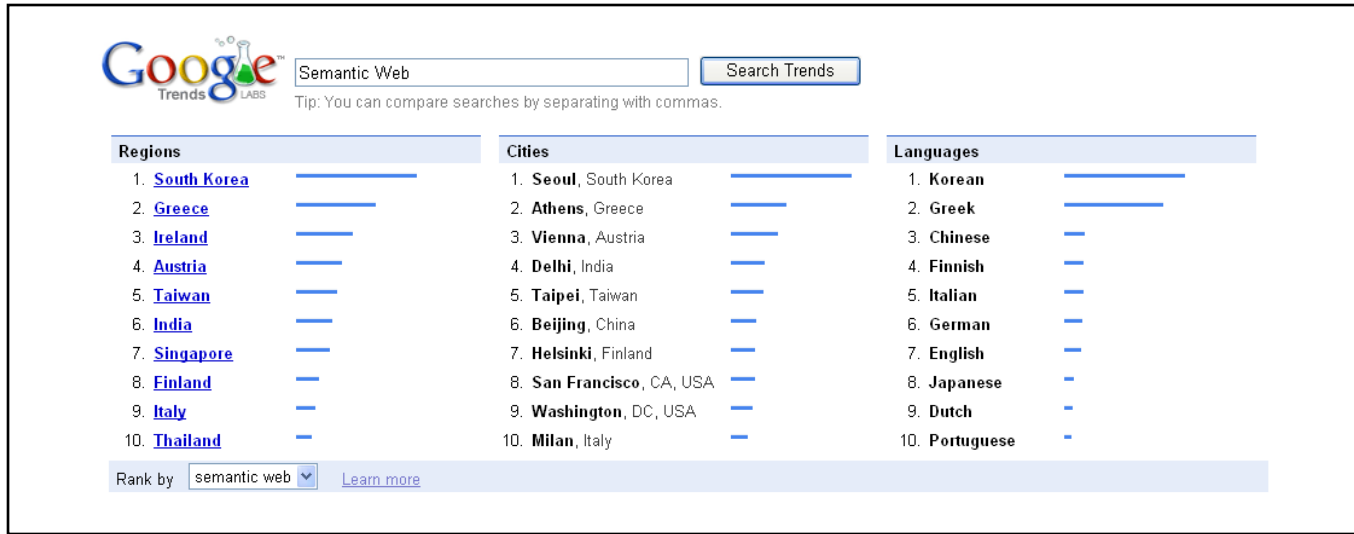 Google™
Trends LABS
Semantic Web
Search Trends
Tip: You can compare searches by separating with commas.
Regions
1. South Korea
2. Greece
3. Ireland
4. Austria
5. Taiwan
6. India
7. Singapore
8. Finland
9. Italy
10. Thailand
Cities
1. Seoul, South Korea
2. Athens, Greece
3. Vienna, Austria
4. Delhi, India
5. Taipei, Taiwan
6. Beijing, China
7. Helsinki, Finland
8. San Francisco, CA, USA
9. Washington, DC, USA
10. Milan, Italy
Languages
1. Korean
2. Greek
3. Chinese
4. Finnish
5. Italian
6. German
7. English
8. Japanese
9. Dutch
10. Portuguese
Rank by semantic web Learn more